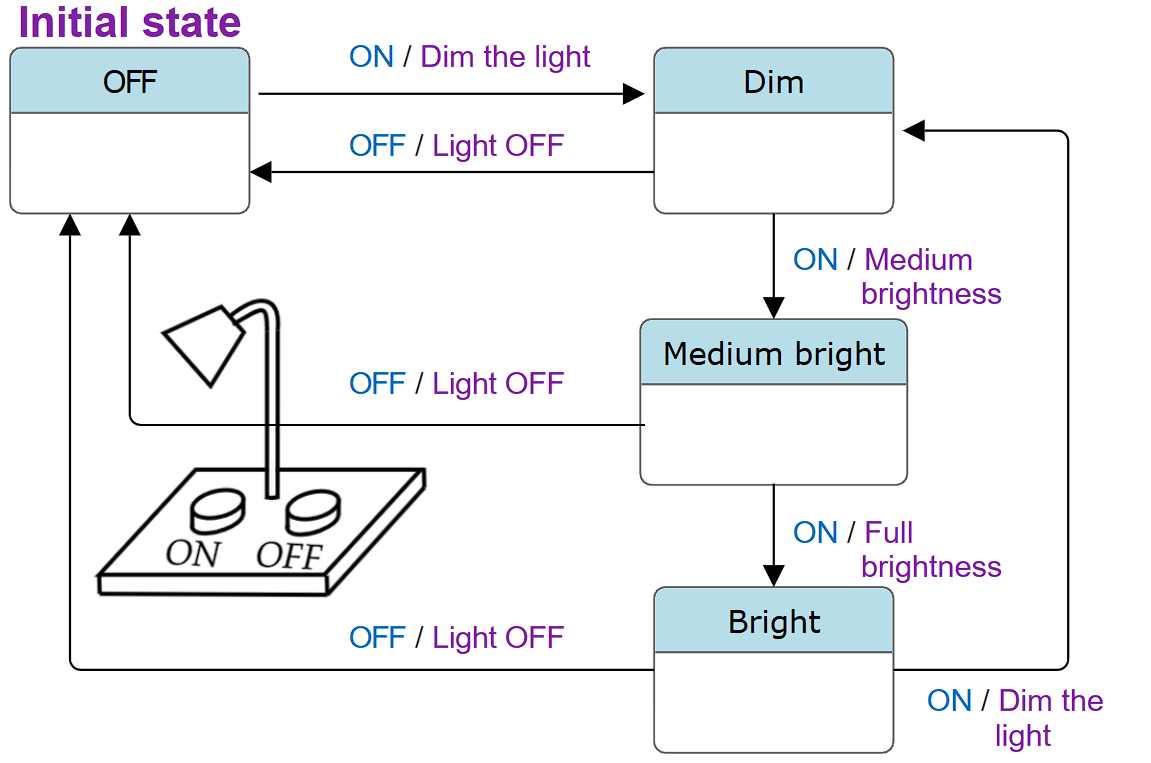 Initial state
OFF
ON / Dim the light
Dim
OFF / Light OFF
ON / Medium
brightness
Medium bright
OFF / Light OFF
ON / Full
brightness
ON OFF
Bright
OFF / Light OFF
ON / Dim the
light